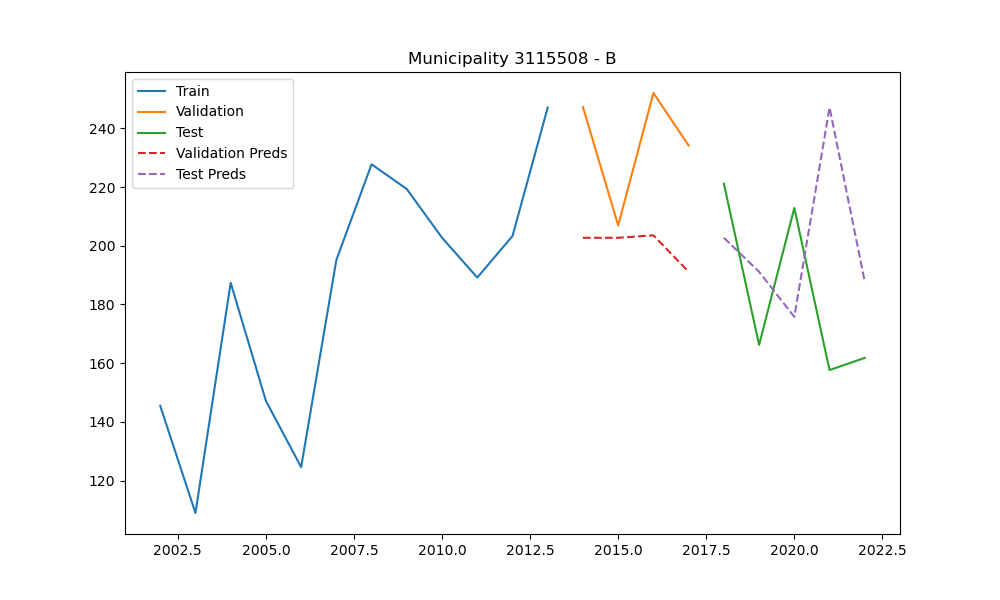 Municipality 3115508 - B
Train
Validation
Test
Validation Preds
Test Preds
240
220
200
180
160
140
120
2002.5 2005.0 2007.5 2010.0 2012.5 2015.0 2017.5 2020.0 2022.5